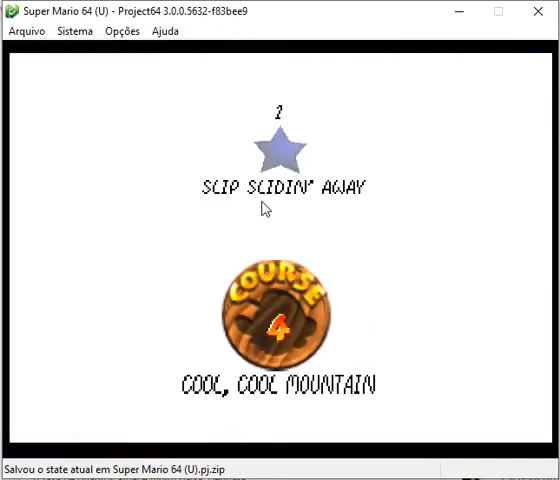 Super Mario 64 (U) - Project64 3.0.0.5632-f83bee9
Arquivo Sistema Opções Ajuda
2
SLIP SLIDIN' AWAY
COURSE
4
COOL, COOL MOUNTAIN
Salvou o state atual em Super Mario 64 (U).pj.zip